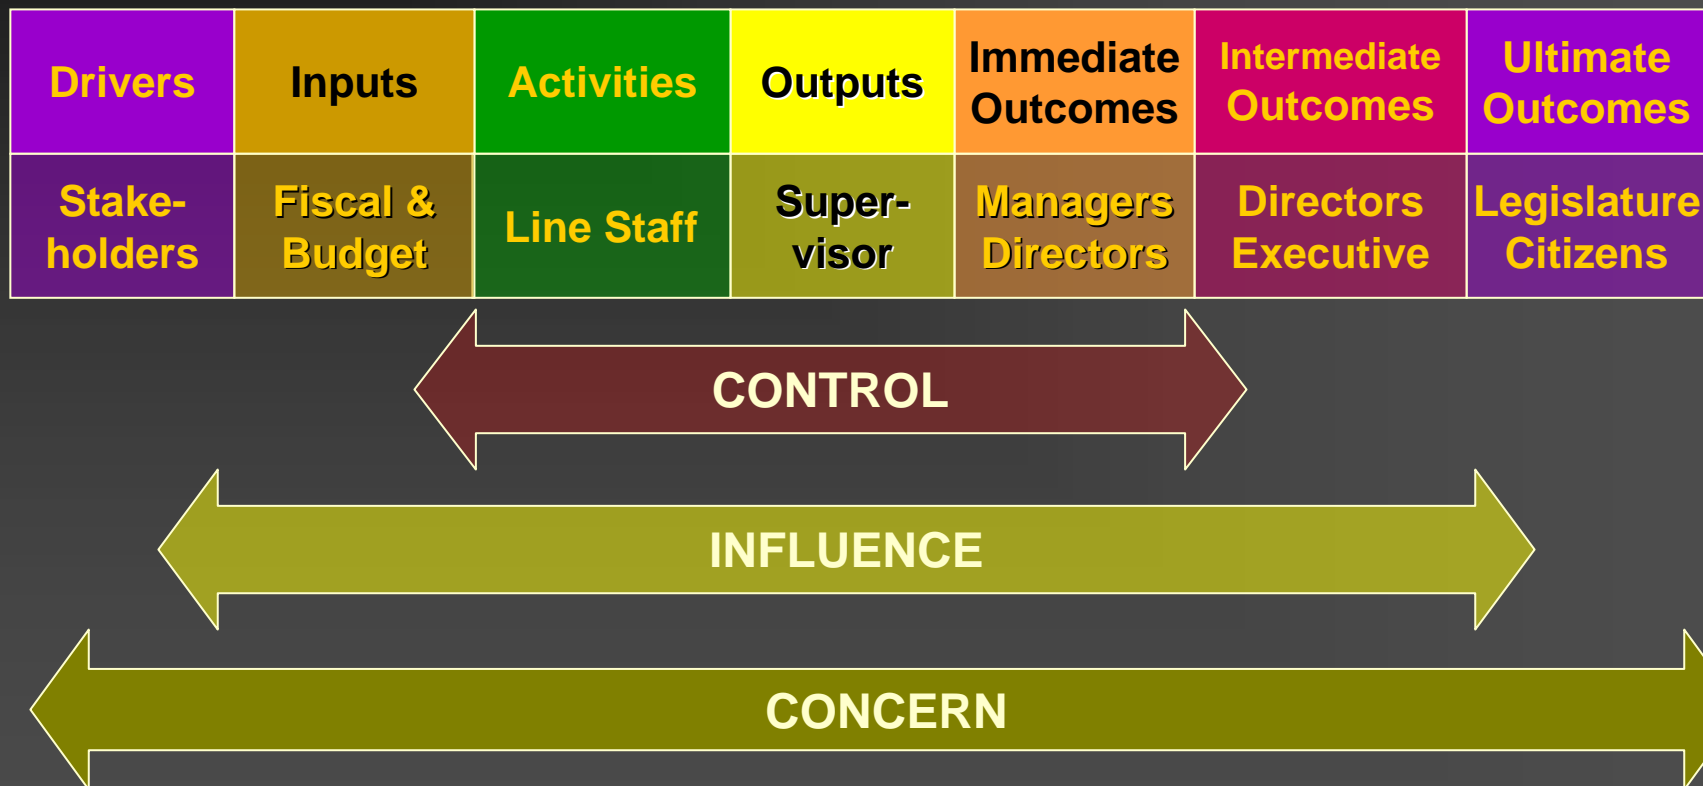 Drivers
Inputs
Activities
Outputs
Immediate
Outcomes
Intermediate
Outcomes
Ultimate
Outcomes
Stake-
holders
Fiscal &
Budget
Line Staff
Super-
visor
Managers
Directors
Directors
Executive
Legislature
Citizens
CONTROL
INFLUENCE
CONCERN